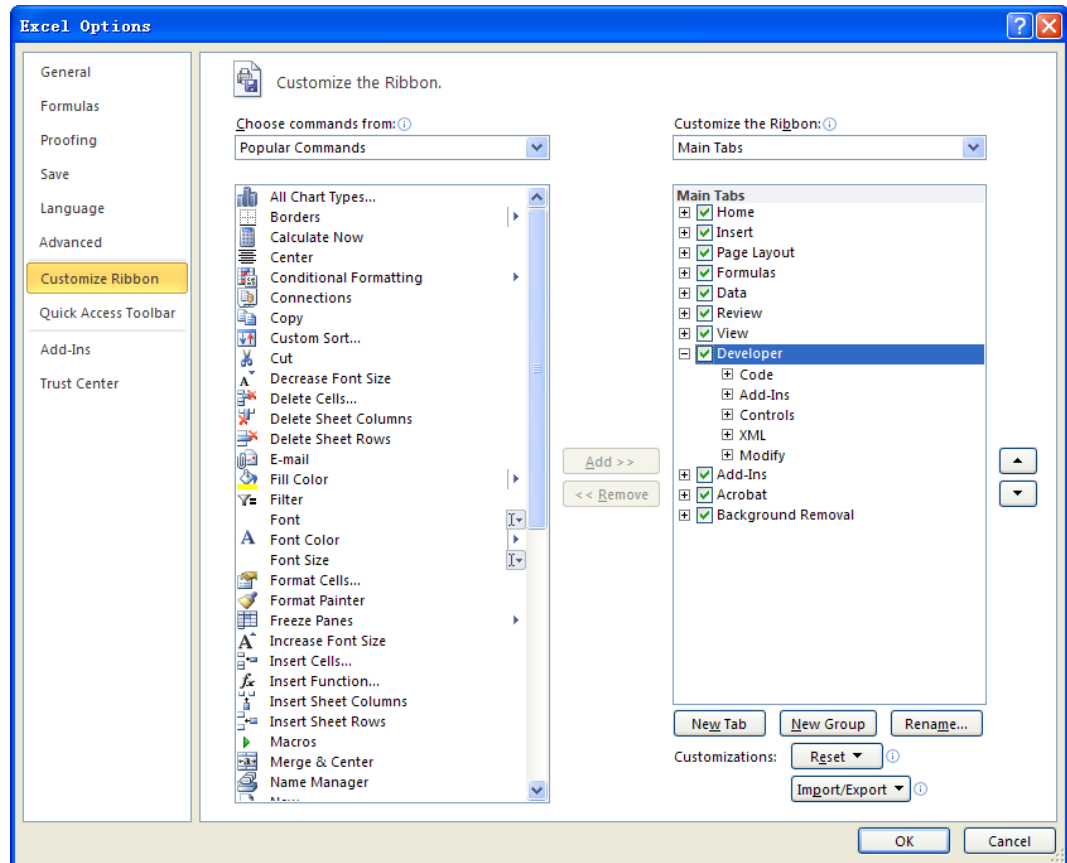 Excel Options
General
Formulas
Proofing
Save
Language
Advanced
Customize Ribbon
Quick Access Toolbar
Add-Ins
Trust Center
Customize the Ribbon.
Choose commands from:
Popular Commands
All Chart Types...
Borders
Calculate Now
Center
Conditional Formatting
Connections
Copy
Custom Sort...
Cut
Decrease Font Size
Delete Cells...
Delete Sheet Columns
Delete Sheet Rows
E-mail
Fill Color
Filter
Font
Font Color
Font Size
Format Cells...
Format Painter
Freeze Panes
Increase Font Size
Insert Cells...
Insert Function...
Insert Sheet Columns
Insert Sheet Rows
Macros
Merge & Center
Name Manager
Add >>
<< Remove
Customize the Ribbon:
Main Tabs
Main Tabs
Home
Insert
Page Layout
Formulas
Data
Review
View
Developer
Code
Add-Ins
Controls
XML
Modify
Add-Ins
Acrobat
Background Removal
New Tab New Group Rename...
Customizations: Reset
Import/Export
OK Cancel